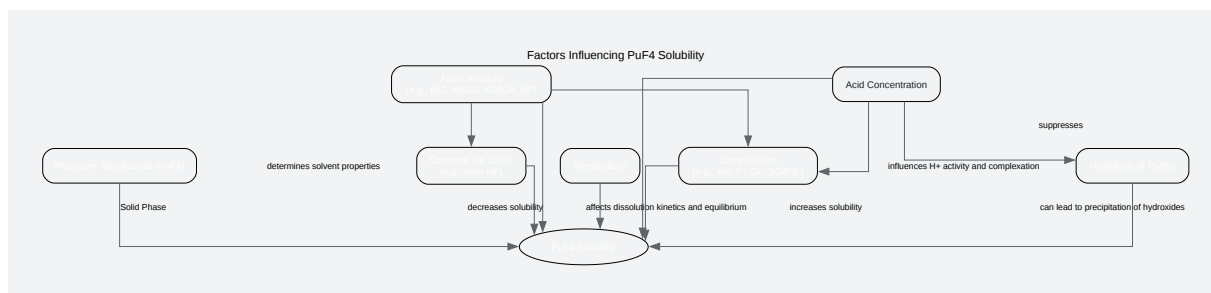 Factors Influencing PuF4 Solubility
Acidic Medium
(e.g., HCl, HNO3, H2SO4, HF)
Acid Concentration
suppresses
Plutonium Tetrafluoride (PuF4)
determines solvent properties
Common Ion Effect
(e.g., from HF)
Temperature
Complexation
(e.g., with F-, Cl-, SO4^2-)
influences H+ activity and complexation
Hydrolysis of Pu(IV)
Solid Phase
decreases solubility
affects dissolution kinetics and equilibrium
increases solubility
can lead to precipitation of hydroxides
PuF4 Solubility